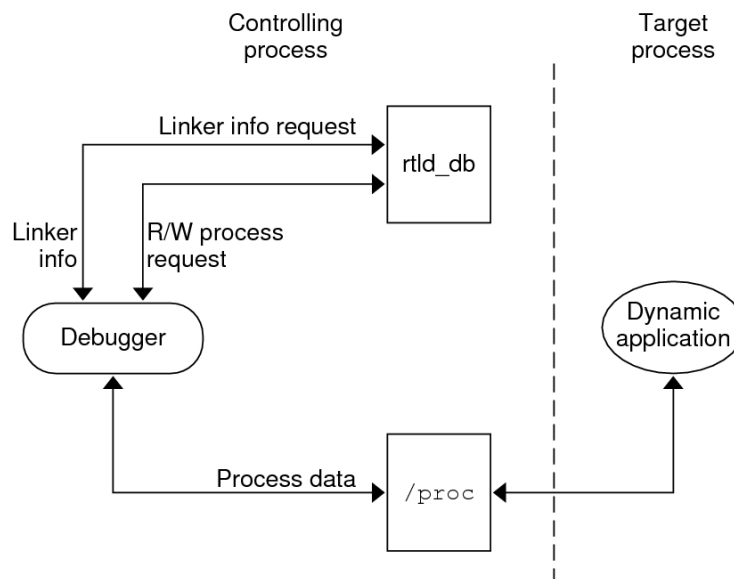 Controlling
process
Target
process
Linker info request
rtld_db
Linker
info
R/W process
request
Debugger
Dynamic
application
Process data
/proc